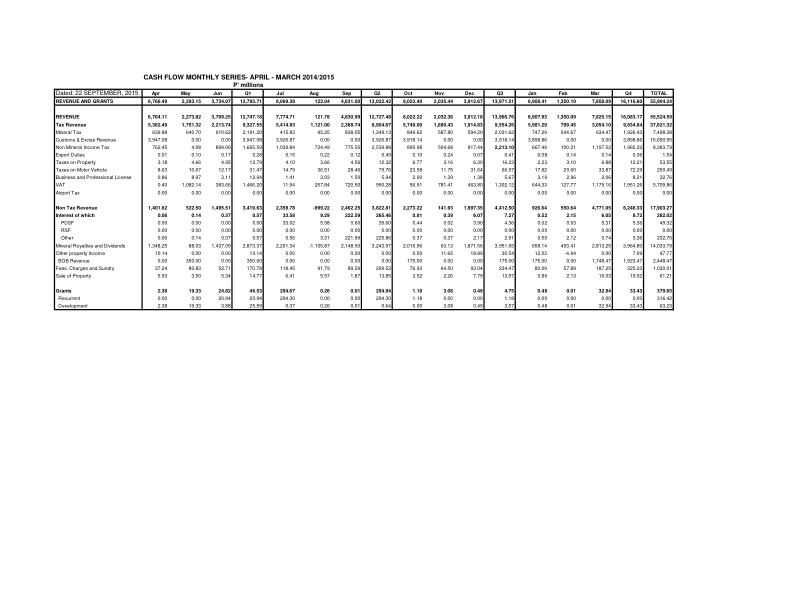 CASH FLOW MONTHLY SERIES- APRIL - MARCH 2014/2015
P' millions
Dated: 22 SEPTEMBER, 2015 Apr May Jun Q1 Jul Aug Sep Q2 Oct Nov Dec Q3 Jan Feb Mar Q4 TOTAL
REVENUE AND GRANTS 6,766.49 2,293.15 3,734.07 12,793.71 8,069.38 122.04 4,831.00 13,022.42 8,023.40 2,035.44 3,912.67 13,971.51 6,908.41 1,350.10 7,858.09 16,116.60 55,904.24
REVENUE 6,764.11 2,273.82 3,709.25 12,747.18 7,774.71 121.78 4,830.99 12,727.48 8,022.22 2,032.36 3,912.18 13,966.76 6,907.93 1,350.09 7,825.15 16,083.17 55,524.59
Tax Revenue 5,362.49 1,751.32 2,213.74 9,327.55 5,414.93 1,121.00 2,368.74 8,904.67 5,749.00 1,890.43 1,914.83 9,554.26 5,981.29 799.45 3,054.10 9,834.84 37,621.32
Mineral Tax 639.88 640.70 910.62 2,191.20 415.83 95.25 838.05 1,349.13 849.62 587.80 594.20 2,031.62 747.29 544.67 634.47 1,926.43 7,498.38
Customs & Excise Revenue 3,947.08 0.00 0.00 3,947.08 3,926.87 0.00 0.00 3,926.87 3,918.14 0.00 0.00 3,918.14 3,898.86 0.00 0.00 3,898.86 15,690.95
Non Mineral Income Tax 762.45 4.08 899.06 1,665.59 1,039.84 724.49 775.55 2,539.88 890.98 504.68 817.44 2,213.10 667.49 100.21 1,197.52 1,965.22 8,383.79
Export Duties 0.01 0.10 0.17 0.28 0.15 0.22 0.12 0.49 0.10 0.24 0.07 0.41 0.08 0.14 0.14 0.36 1.54
Taxes on Property 3.18 4.66 4.95 12.79 4.10 3.66 4.56 12.32 6.77 3.16 6.30 16.23 2.23 3.10 6.88 12.21 53.55
Taxes on Motor Vehicle 8.63 10.67 12.17 31.47 14.79 36.51 28.46 79.76 23.58 11.75 31.64 66.97 17.82 20.60 33.87 72.29 250.49
Business and Professional License 0.86 8.97 3.11 12.94 1.41 3.03 1.50 5.94 2.90 1.39 1.38 5.67 3.19 2.96 2.06 8.21 32.76
VAT 0.40 1,082.14 383.66 1,466.20 11.94 257.84 720.50 990.28 56.91 781.41 463.80 1,302.12 644.33 127.77 1,179.16 1,951.26 5,709.86
Airport Tax 0.00 0.00 0.00 0.00 0.00 0.00 0.00 0.00 0.00 0.00 0.00 0.00 0.00 0.00 0.00 0.00 0.00
Non Tax Revenue 1,401.62 522.50 1,495.51 3,419.63 2,359.78 -999.22 2,462.25 3,822.81 2,273.22 141.93 1,997.35 4,412.50 926.64 550.64 4,771.05 6,248.33 17,903.27
Interest of which 0.06 0.14 0.37 0.57 33.58 9.29 222.59 265.46 0.81 0.39 6.07 7.27 0.52 2.15 6.05 8.72 282.02
PDSF 0.00 0.00 0.00 0.00 33.02 5.98 0.60 39.60 0.44 0.02 3.90 4.36 0.02 0.03 5.31 5.36 49.32
RSF 0.00 0.00 0.00 0.00 0.00 0.00 0.00 0.00 0.00 0.00 0.00 0.00 0.00 0.00 0.00 0.00 0.00
Other 0.06 0.14 0.37 0.57 0.56 3.31 221.99 225.86 0.37 0.37 2.17 2.91 0.50 2.12 0.74 3.36 232.70
Mineral Royalties and Dividends 1,348.25 88.03 1,437.09 2,873.37 2,201.34 -1,105.87 2,148.50 3,243.97 2,016.96 63.13 1,871.56 3,951.65 658.14 493.41 2,813.25 3,964.80 14,033.79
Other property Income 10.14 0.00 0.00 10.14 0.00 0.00 0.00 0.00 0.00 11.65 18.89 30.54 12.03 -4.94 0.00 7.09 47.77
BOB Revenue 0.00 350.00 0.00 350.00 0.00 0.00 0.00 0.00 175.00 0.00 0.00 175.00 175.00 0.00 1,748.47 1,923.47 2,448.47
Fees, Charges and Sundry 37.24 80.83 52.71 170.78 118.45 91.79 89.29 299.53 76.93 64.50 93.04 234.47 80.09 57.89 187.25 325.23 1,030.01
Sale of Property 5.93 3.50 5.34 14.77 6.41 5.57 1.87 13.85 3.52 2.26 7.79 13.57 0.86 2.13 16.03 19.02 61.21
Grants 2.38 19.33 24.82 46.53 294.67 0.26 0.01 294.94 1.18 3.08 0.49 4.75 0.48 0.01 32.94 33.43 379.65
Recurrent 0.00 0.00 20.94 20.94 294.30 0.00 0.00 294.30 1.18 0.00 0.00 1.18 0.00 0.00 0.00 0.00 316.42
Development 2.38 19.33 3.88 25.59 0.37 0.26 0.01 0.64 0.00 3.08 0.49 3.57 0.48 0.01 32.94 33.43 63.23